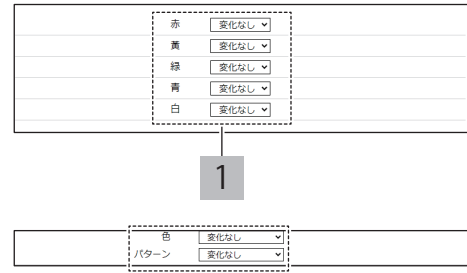 赤 変化なし
黄 変化なし
緑 変化なし
青 変化なし
白 変化なし
1
色 変化なし
パターン 変化なし